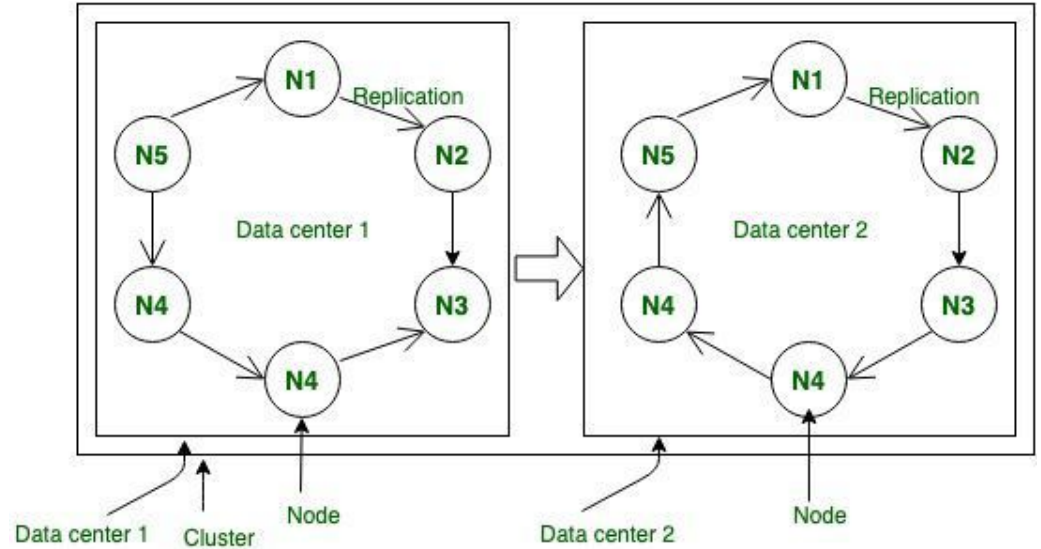 N1
Replication
N5
N2
Data center 1
N4
N3
N4
N1
Replication
N5
N2
Data center 2
N4
N3
N4
Data center 1
Cluster
Node
Data center 2
Node